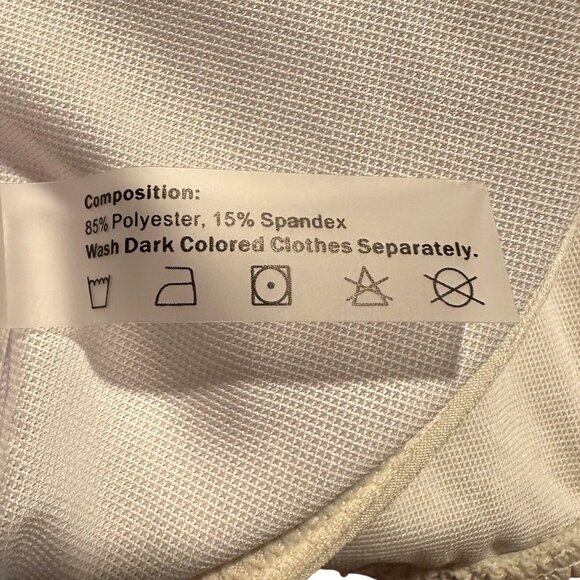 Composition:
85% Polyester, 15% Spandex
Wash Dark Colored Clothes Separately.